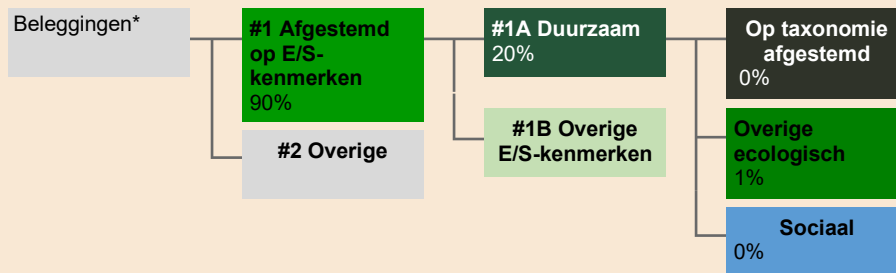 Beleggingen*
#1 Afgestemd
op E/S-
kenmerken
90%
#2 Overige
#1A Duurzaam
20%
#1B Overige
E/S-kenmerken
Op taxonomie
afgestemd
0%
Overige
ecologisch
1%
Sociaal
0%